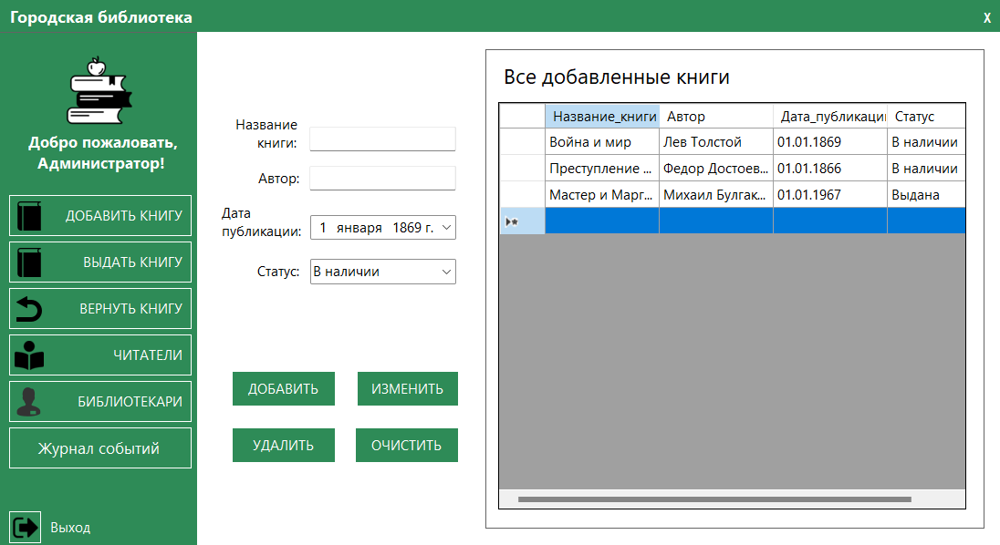 Городская библиотека
X
Добро пожаловать,
Администратор!
ДОБАВИТЬ КНИГУ
ВЫДАТЬ КНИГУ
ВЕРНУТЬ КНИГУ
ЧИТАТЕЛИ
БИБЛИОТЕКАРИ
Журнал событий
Выход
Название
книги:
Автор:
Дата
публикации:
1 января 1869 г.
Статус:
В наличии
ДОБАВИТЬ
ИЗМЕНИТЬ
УДАЛИТЬ
ОЧИСТИТЬ
Все добавленные книги
Название_книги Автор Дата_публикаци Статус
Война и мир Лев Толстой 01.01.1869 В наличии
Преступление ... Федор Достоев... 01.01.1866 В наличии
Мастер и Марг... Михаил Булгак... 01.01.1967 Выдана